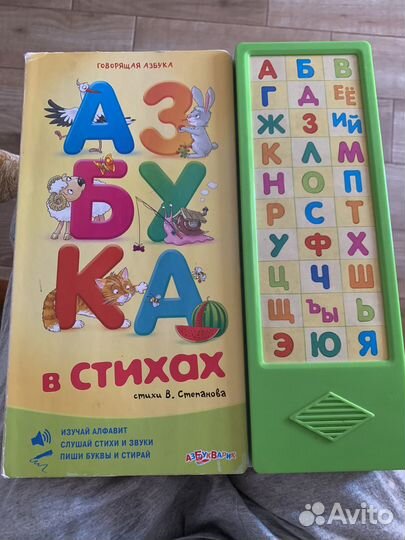 ГОВОРЯЩАЯ АЗБУКА
АЗ
БУ
КА
в стихах
стихи В. Степанова
ИЗУЧАЙ АЛФАВИТ
СЛУШАЙ СТИХИ И ЗВУКИ
ПИШИ БУКВЫ И СТИРАЙ
АЗБУКВАРИК
А Б В
Г Д ЕЁ
Ж З ИЙ
К Л М
Н О П
Р С Т
У Ф Х
Ц Ч Ш
Щ ЪЫ Ь
Э Ю Я
Avito